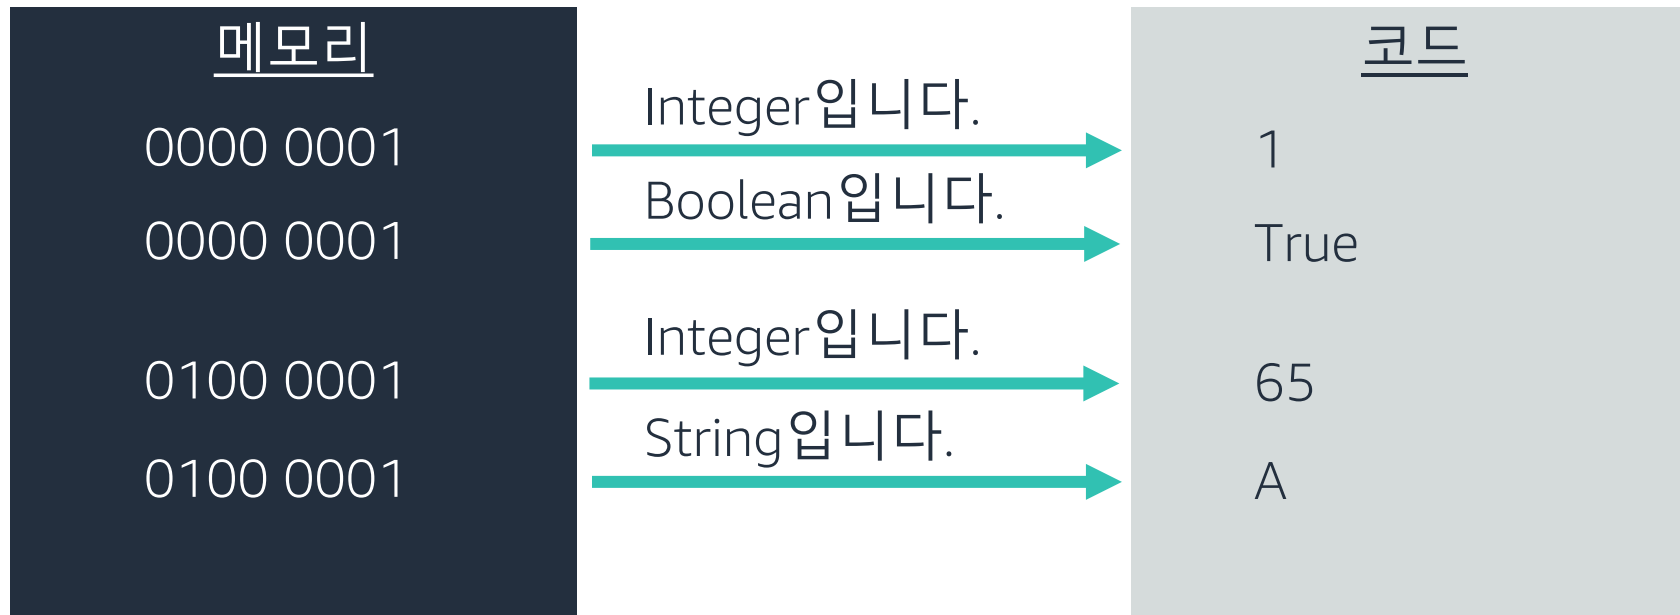 메모리
코드
Integer입니다.
0000 0001
1
Boolean입니다.
0000 0001
True
Integer입니다.
0100 0001
65
String입니다.
0100 0001
A